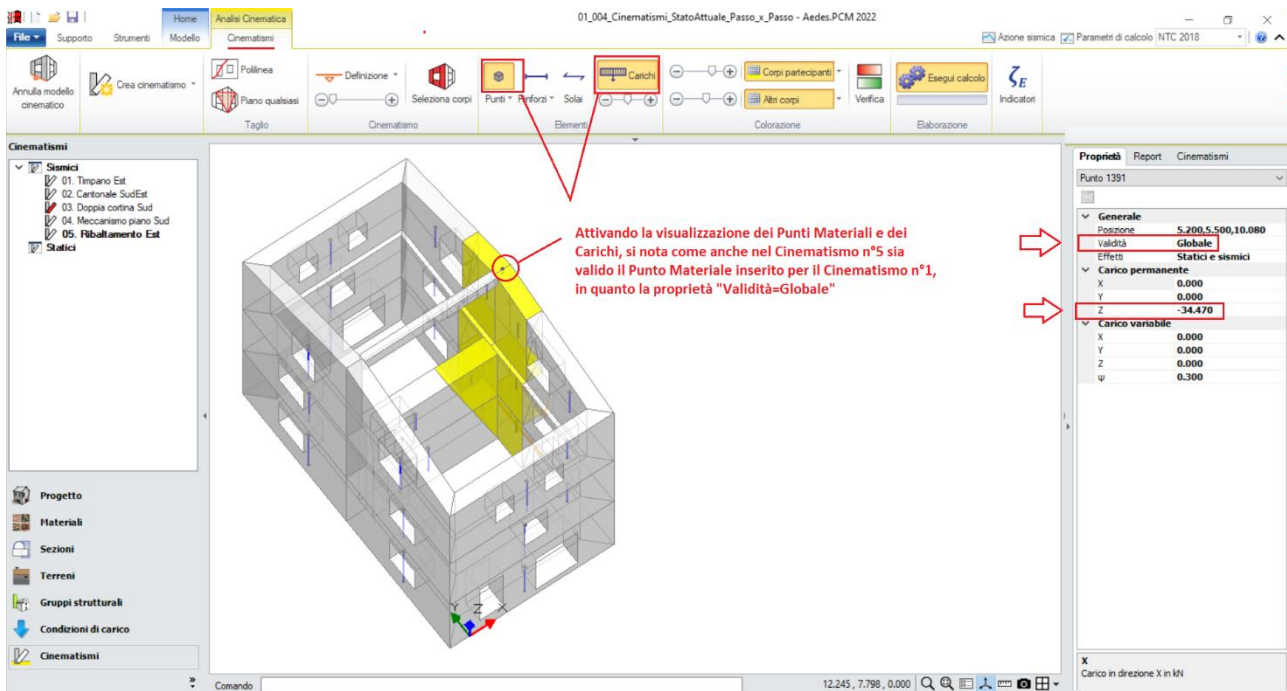 01_004_Cinematismi_StatoAttuale_Passo_x_Passo - Aedes.PCM 2022
Home
Analisi Cinematica
File
Supporto
Strumenti
Modello
Cinematismi
Azione sismica
Parametri di calcolo
NTC 2018
Annulla modello
cinematico
Crea cinematismo
Polilinea
Piano qualsiasi
Taglio
Definizione
Seleziona corpi
Cinematismo
Punti
Rinforzi
Solai
Carichi
Elementi
Corpi partecipanti
Altri corpi
Verifica
Colorazione
Esegui calcolo
Elaborazione
ζE
Indicatori
Cinematismi
Sismici
01. Timpano Est
02. Cantonale SudEst
03. Doppia cortina Sud
04. Meccanismo piano Sud
05. Ribaltamento Est
Statici
Progetto
Materiali
Sezioni
Terreni
Gruppi strutturali
Condizioni di carico
Cinematismi
Attivando la visualizzazione dei Punti Materiali e dei
Carichi, si nota come anche nel Cinematismo n°5 sia
valido il Punto Materiale inserito per il Cinematismo n°1,
in quanto la proprietà "Validità=Globale"
Y Z X
Proprietà Report Cinematismi
Punto 1391
Generale
Posizione 5.200,5.500,10.080
Validità Globale
Effetti Statici e sismici
Carico permanente
X 0.000
Y 0.000
Z -34.470
Carico variabile
X 0.000
Y 0.000
Z 0.000
ψ 0.300
X
Carico in direzione X in kN
Comando
12.245 , 7.798 , 0.000